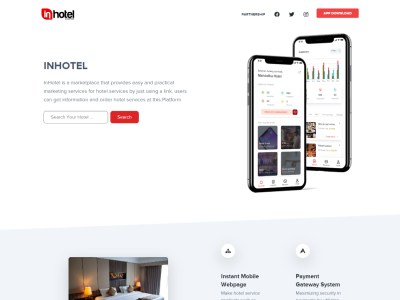 inhotel
PARTNERSHIP
APP DOWNLOAD
INHOTEL
InHotel is a marketplace that provides easy and practical
marketing services for hotel services by just using a link, users
can get information and order hotel services at this Platform
Search Your Hotel ...
Search
Instant Mobile
Webpage
Make hotel service
Payment
Gateway System
Maximizing security in